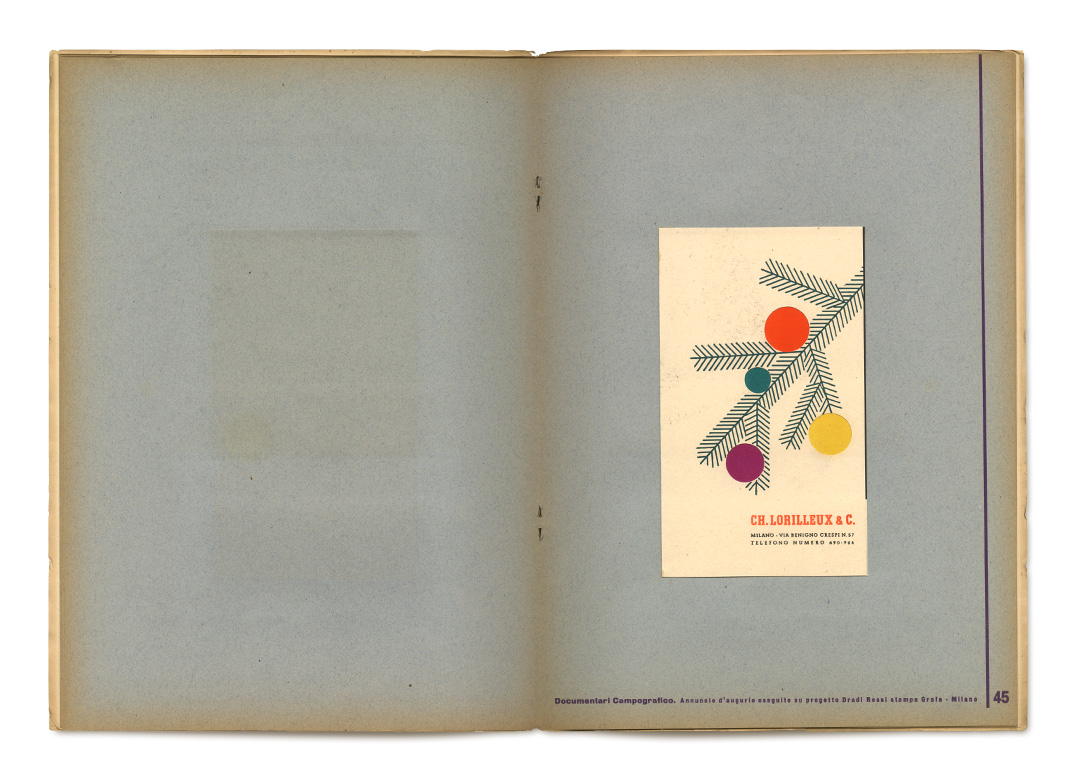 CH. LORILLEUX & C.
MILANO - VIA BENIGNO CRESPI N. 57
TELEFONO NUMERO 690-966
Documentari Campografico. Annuncio d'augurio eseguito su progetto Dradi Rossi stampa Grafa - Milano
45